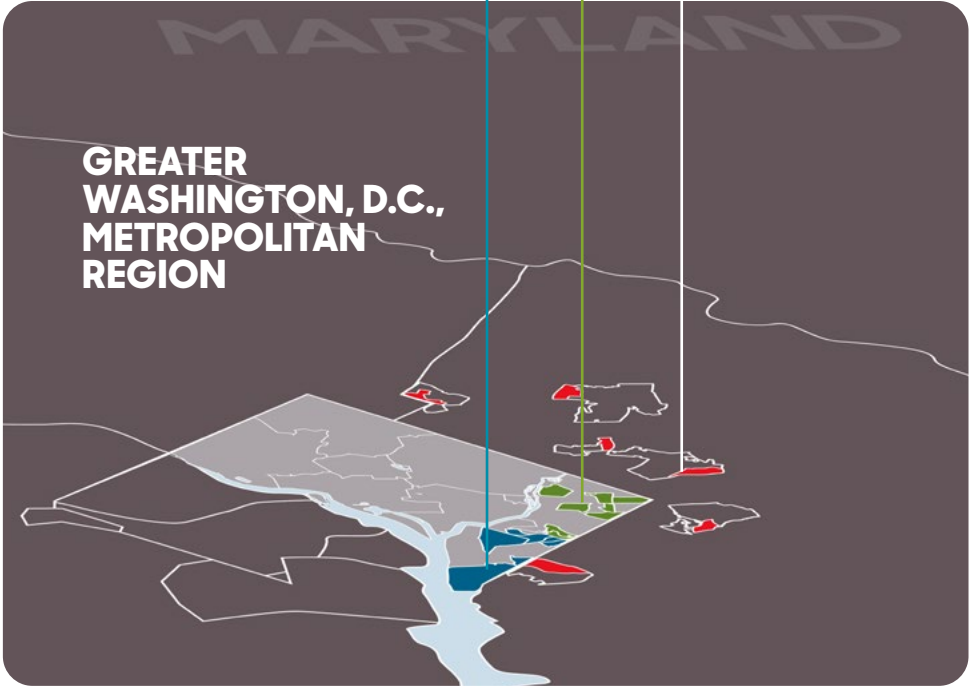 MARYLAND
GREATER
WASHINGTON, D.C.,
METROPOLITAN
REGION